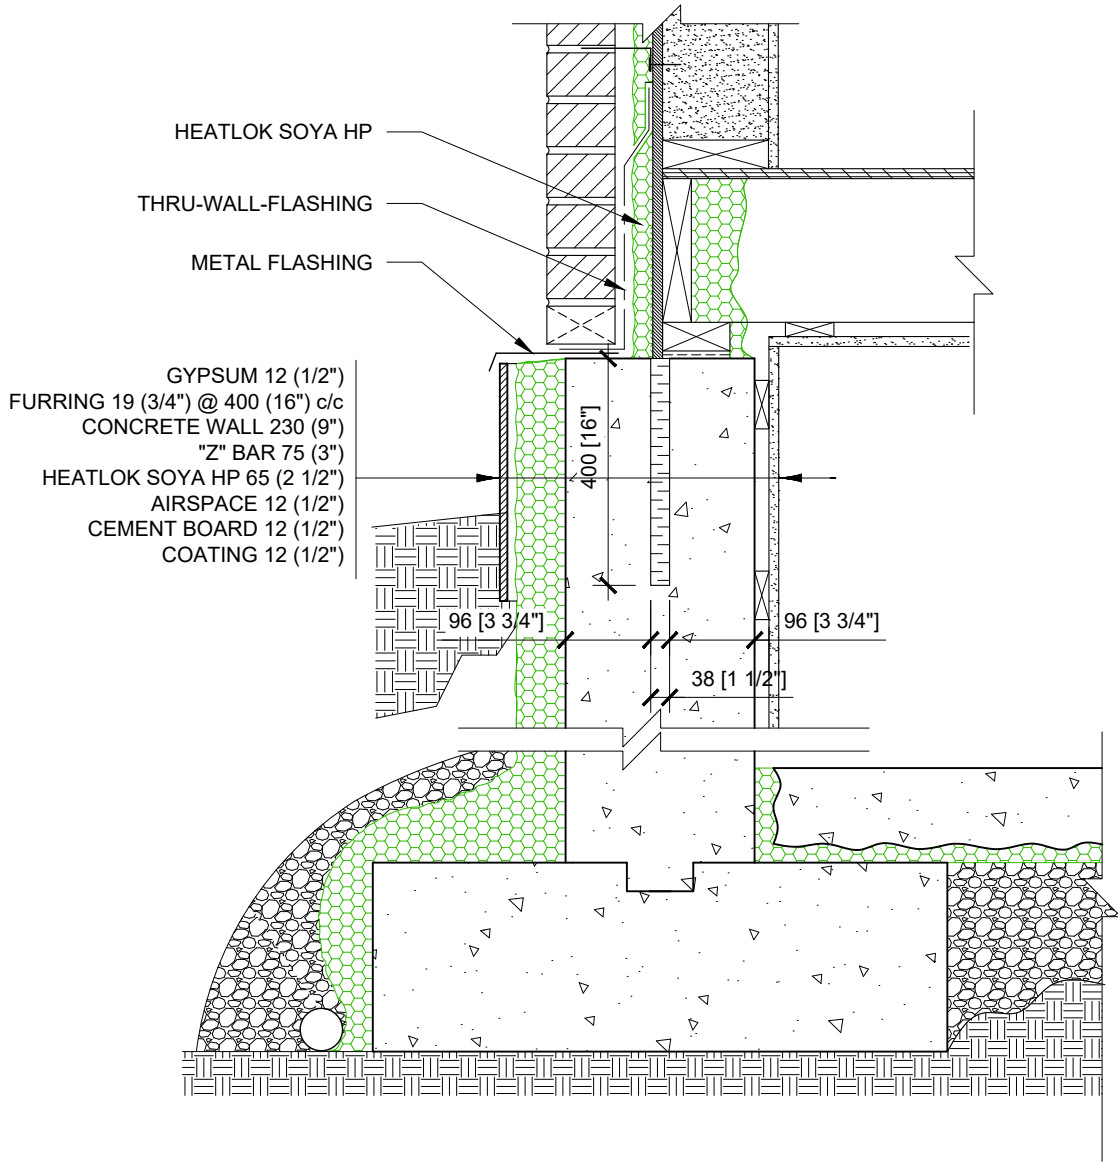 HEATLOK SOYA HP
THRU-WALL-FLASHING
METAL FLASHING
GYPSUM 12 (1/2")
FURRING 19 (3/4") @ 400 (16") c/c
CONCRETE WALL 230 (9")
"Z" BAR 75 (3")
HEATLOK SOYA HP 65 (2 1/2")
AIRSPACE 12 (1/2")
CEMENT BOARD 12 (1/2")
COATING 12 (1/2")
400 [16"]
96 [3 3/4"]
96 [3 3/4"]
38 [1 1/2"]